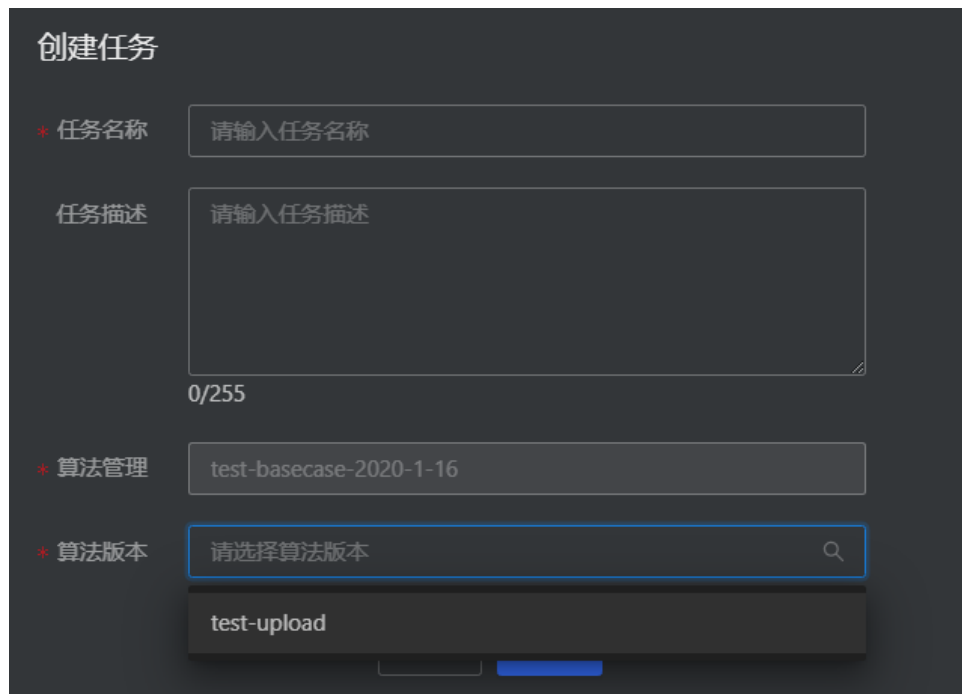 创建任务
* 任务名称 请输入任务名称
任务描述 请输入任务描述
0/255
* 算法管理 test-basecase-2020-1-16
* 算法版本 请选择算法版本
test-upload